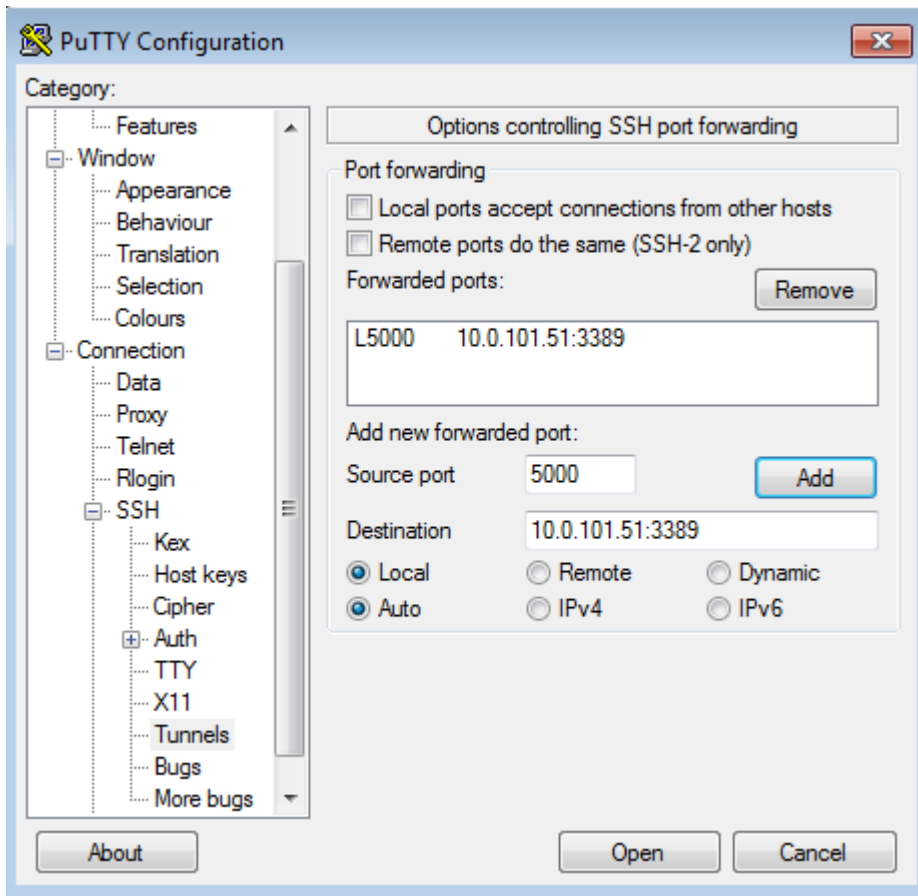 PuTTY Configuration
Category:
Features
Window
Appearance
Behaviour
Translation
Selection
Colours
Connection
Data
Proxy
Telnet
Rlogin
SSH
Kex
Host keys
Cipher
Auth
TTY
X11
Tunnels
Bugs
More bugs
Options controlling SSH port forwarding
Port forwarding
Local ports accept connections from other hosts
Remote ports do the same (SSH-2 only)
Forwarded ports: Remove
L5000 10.0.101.51:3389
Add new forwarded port:
Source port 5000 Add
Destination 10.0.101.51:3389
Local Remote Dynamic
Auto IPv4 IPv6
About Open Cancel